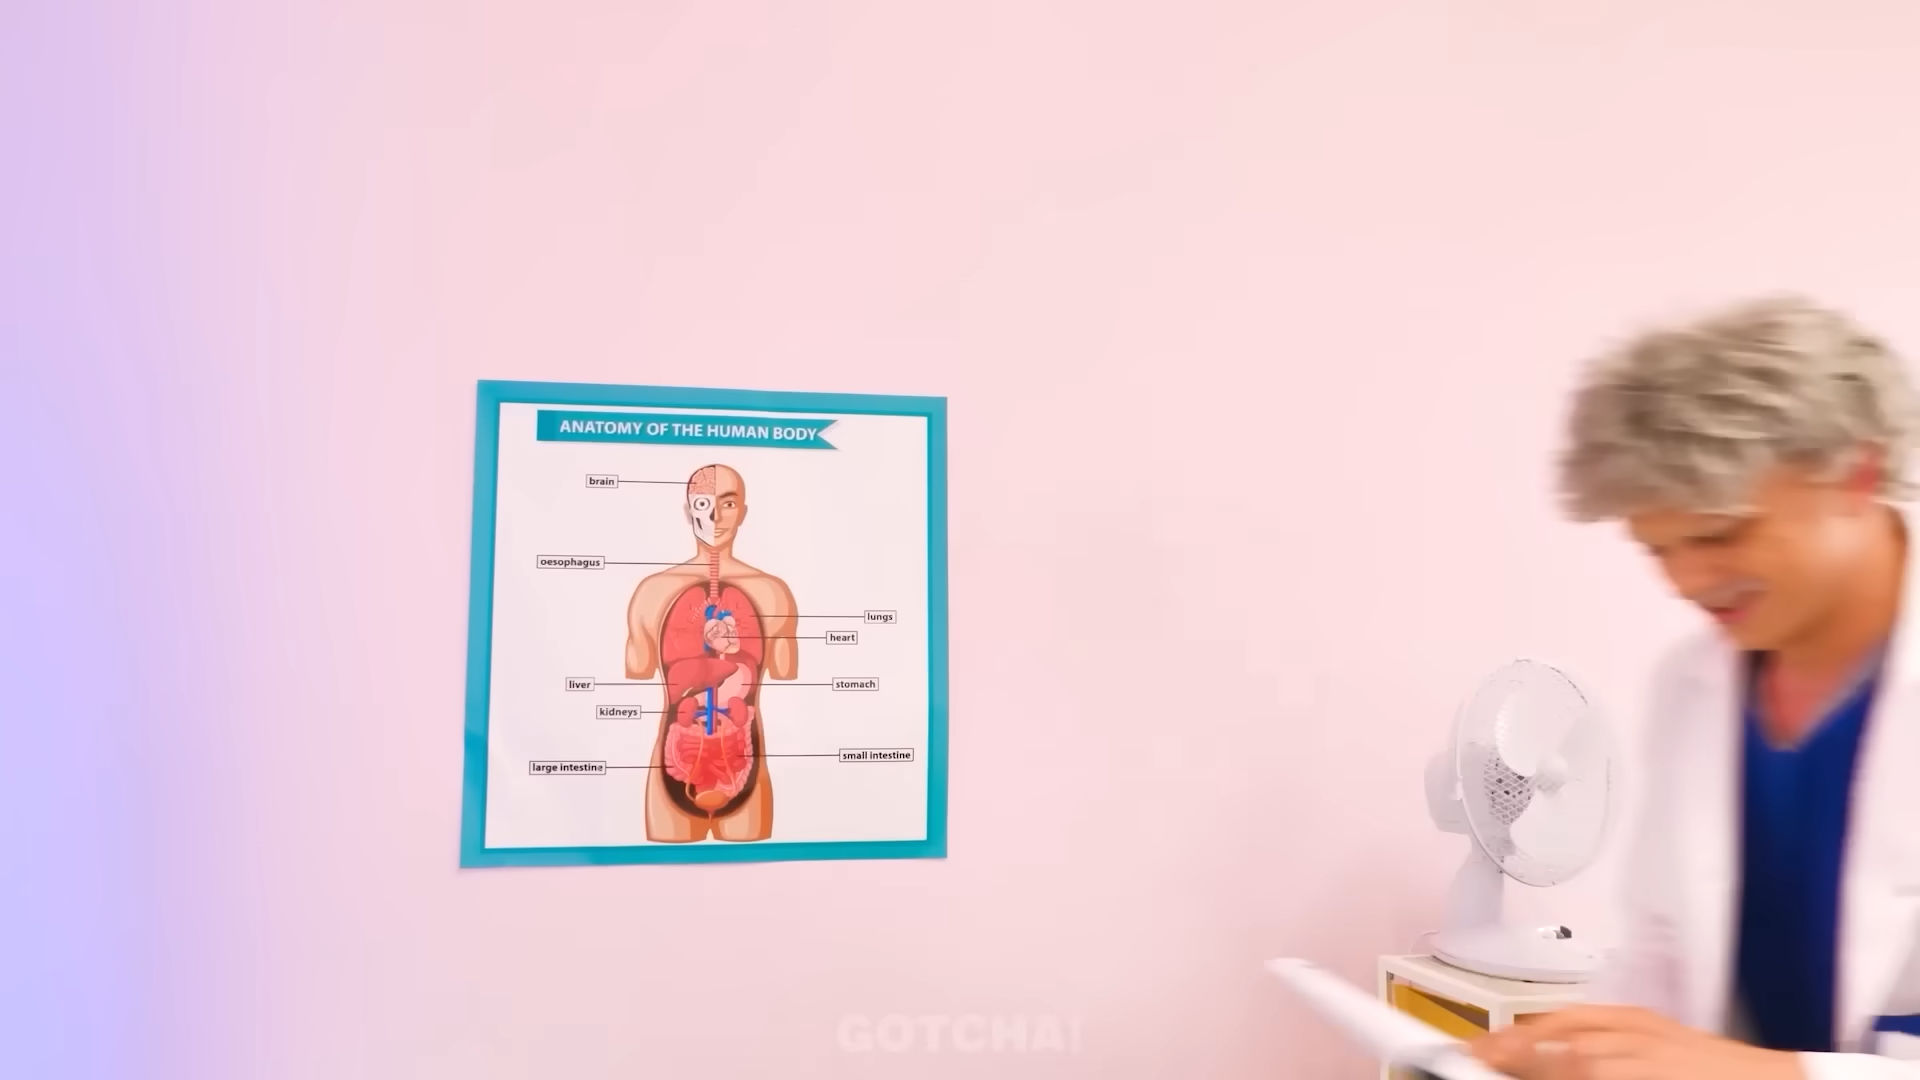 ANATOMY OF THE HUMAN BODY
brain
oesophagus
lungs
heart
liver
stomach
kidneys
small intestine
large intestine
GOTCHA!